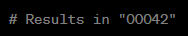 # Results in "00042"